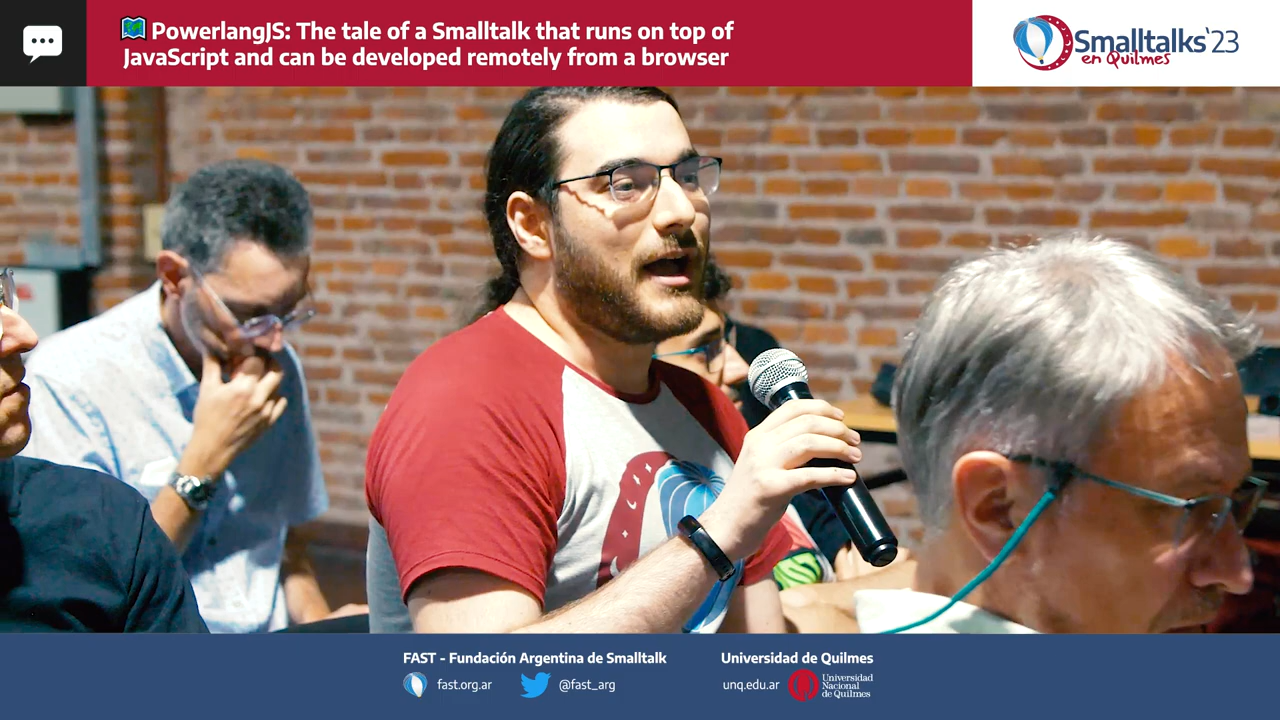 PowerlangJS: The tale of a Smalltalk that runs on top of
JavaScript and can be developed remotely from a browser
Smalltalks'23
en Quilmes
FAST - Fundación Argentina de Smalltalk
fast.org.ar
@fast_arg
Universidad de Quilmes
unq.edu.ar
Universidad
Nacional
de Quilmes